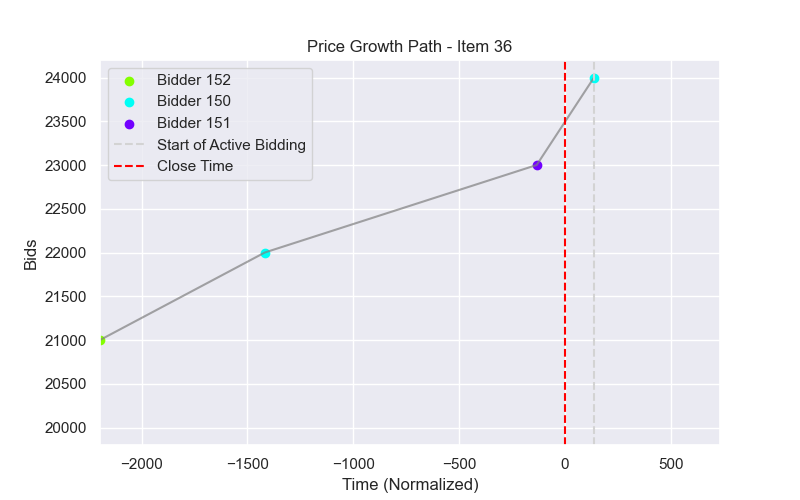 Price Growth Path - Item 36
24000
23500
23000
22500
22000
21500
21000
20500
20000
Bids
Bidder 152
Bidder 150
Bidder 151
Start of Active Bidding
Close Time
−2000 −1500 −1000 −500 0 500
Time (Normalized)